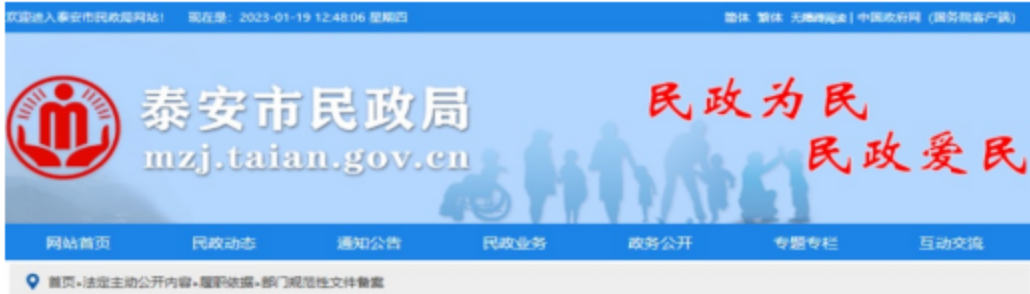 欢迎进入泰安市民政局网站! 现在是: 2023-01-19 12:48:06 星期四
简体 繁体 无障碍阅读 | 中国政府网 (国务院客户端)
泰安市民政局
mzj.taian.gov.cn
民政为民
民政爱民
网站首页 民政动态 通知公告 民政业务 政务公开 专题专栏 互动交流
首页»法定主动公开内容»履职依据»部门规范性文件备案